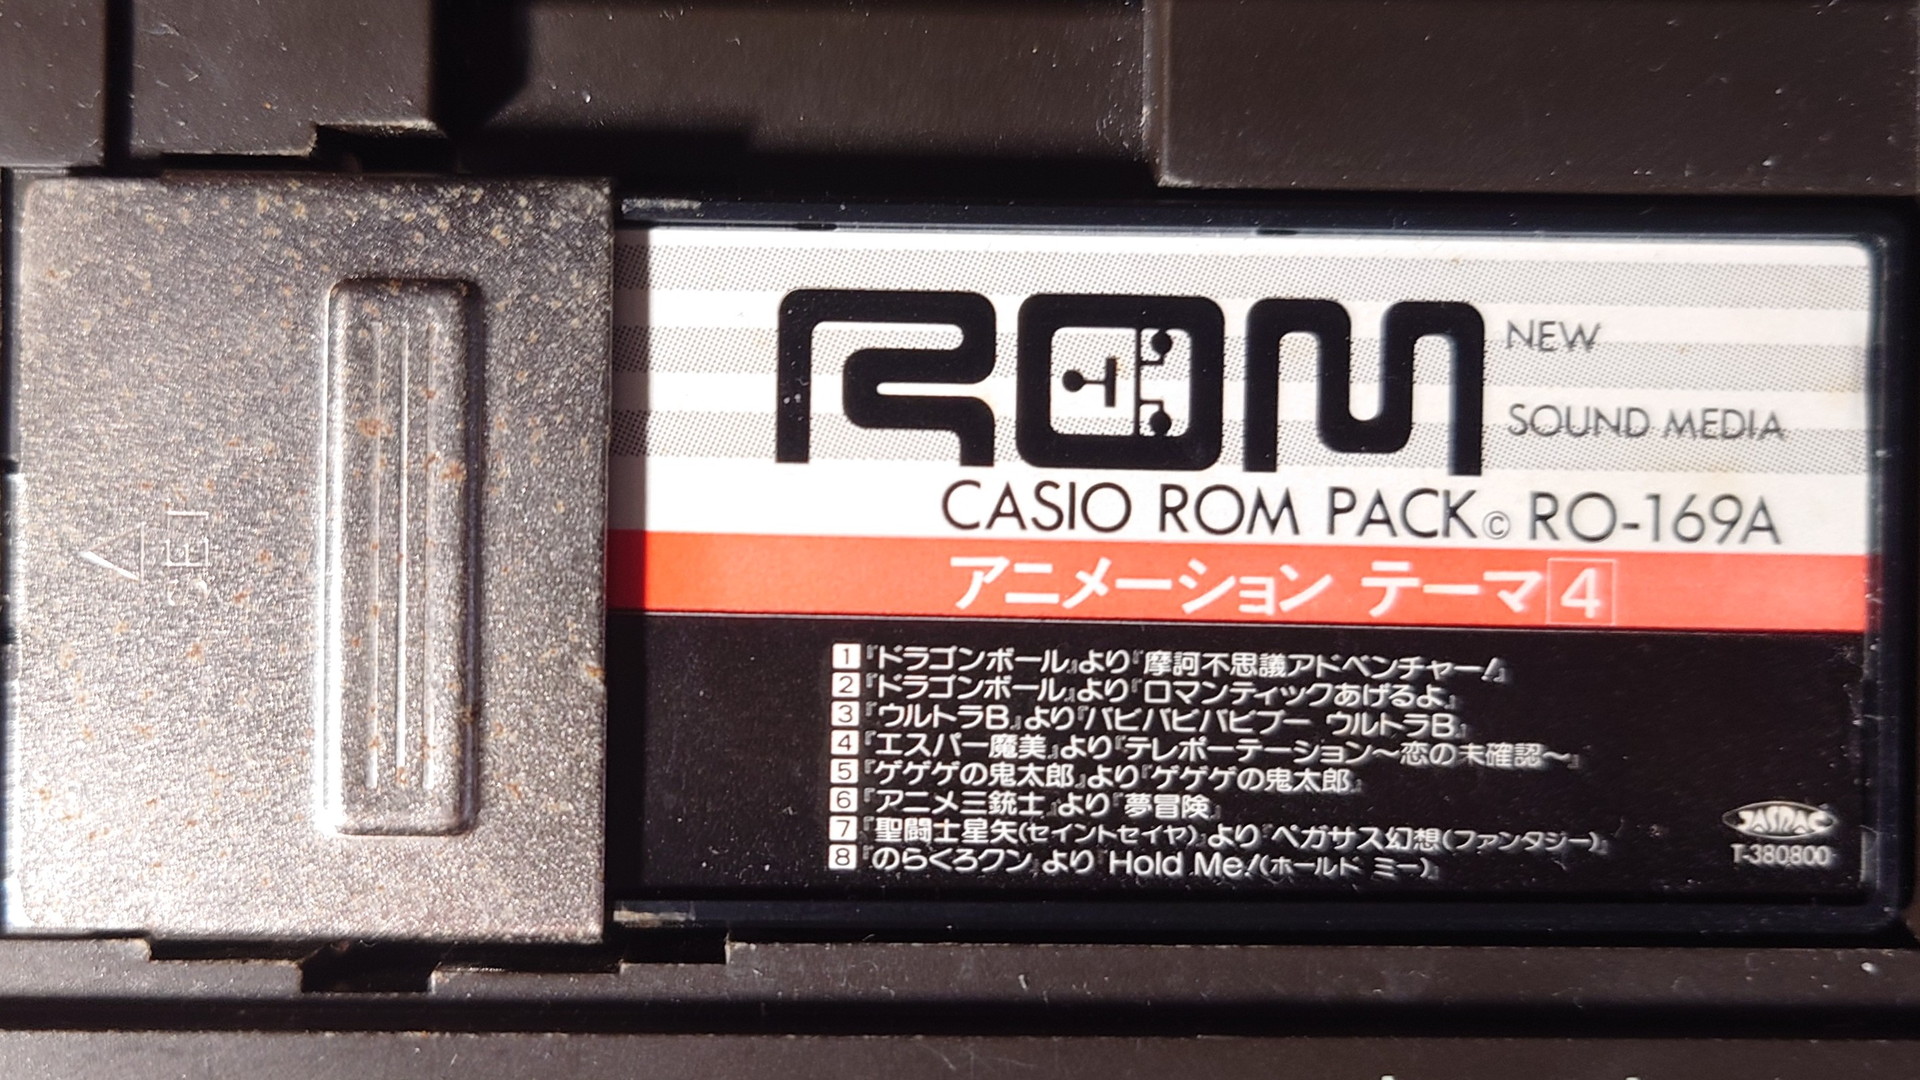 ROM
NEW
SOUND MEDIA
CASIO ROM PACK© RO-169A
アニメーション テーマ4
1『ドラゴンボール』より『摩訶不思議アドベンチャー!』
2『ドラゴンボール』より『ロマンティックあげるよ』
3『ウルトラB』より『バビバビバビブー ウルトラB』
4『エスパー魔美』より『テレポーテーション〜恋の未確認〜』
5『ゲゲゲの鬼太郎』より『ゲゲゲの鬼太郎』
6『アニメ三銃士』より『夢冒険』
7『聖闘士星矢(セイントセイヤ)』より『ペガサス幻想(ファンタジー)』
8『のらくろクン』より『Hold Me!(ホールド ミー)』
JASRAC
T-380800
SET